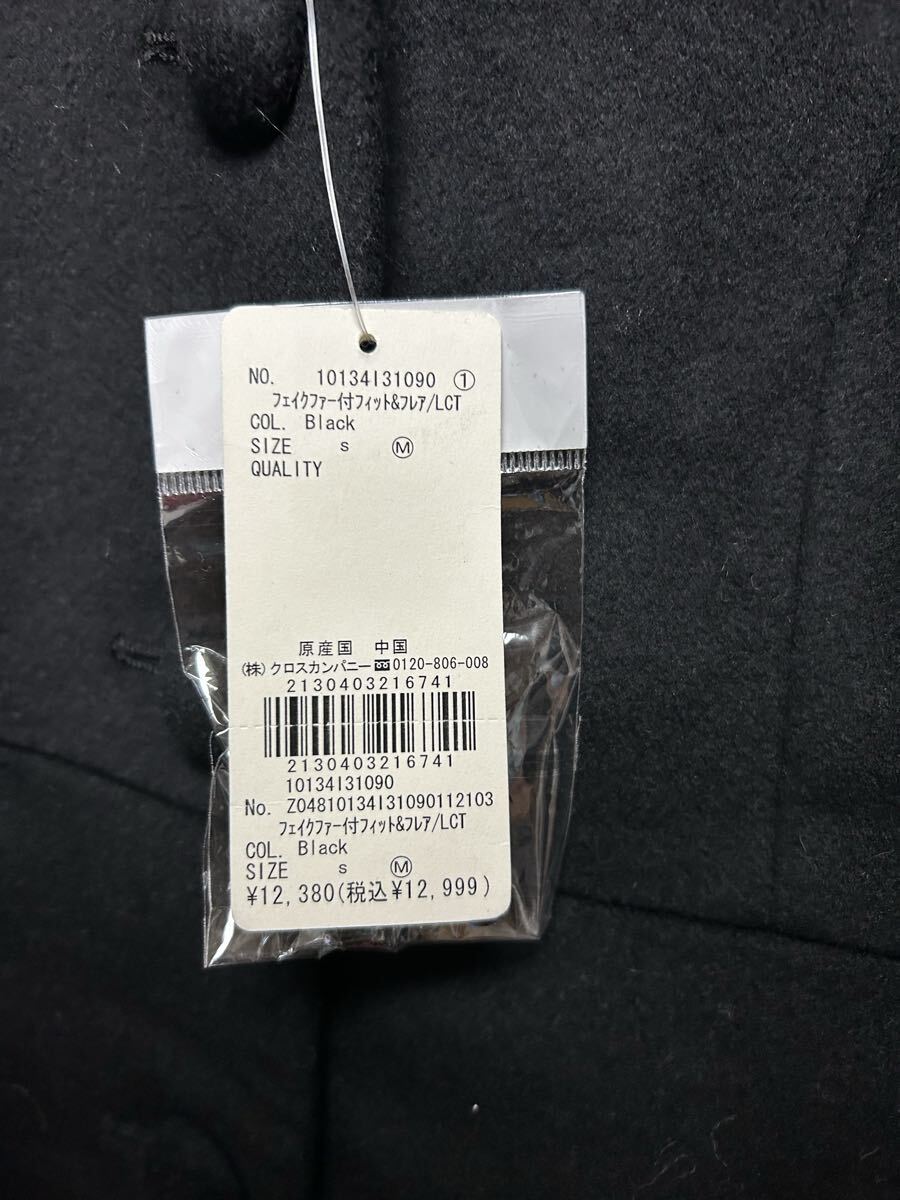 NO. 10134I31090 ①
フェイクファー付フィット&フレア/LCT
COL. Black
SIZE S Ⓜ
QUALITY
原産国 中国
(株)クロスカンパニー 0120-806-008
2130403216741
2130403216741
10134I31090
No. Z04810134I31090112103
フェイクファー付フィット&フレア/LCT
COL. Black
SIZE S Ⓜ
¥12,380(税込¥12,999)